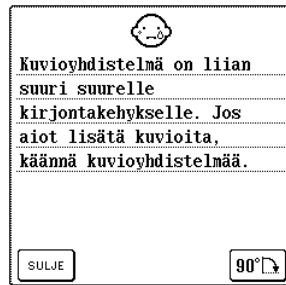 Kuvioyhdistelmä on liian
suuri suurelle
kirjontakehykselle. Jos
aiot lisätä kuvioita,
käännä kuvioyhdistelmää.
SULJE
90°